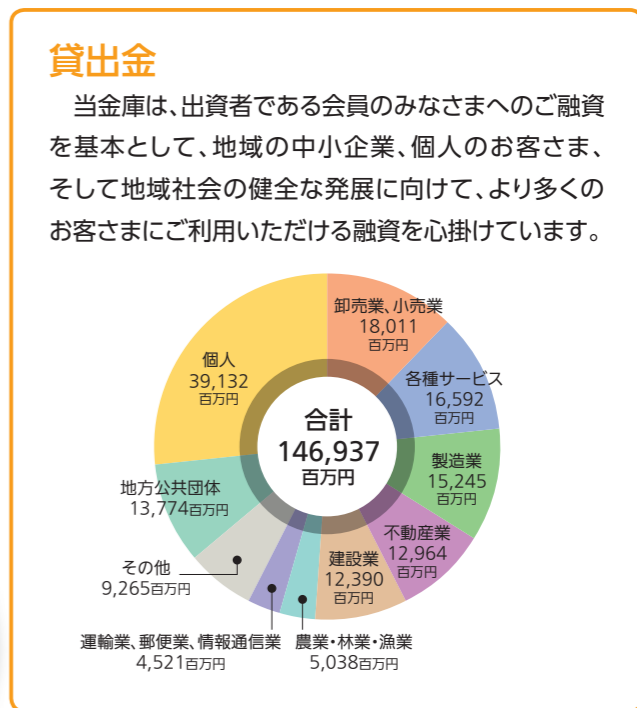 貸出金
　当金庫は、出資者である会員のみなさまへのご融資
を基本として、地域の中小企業、個人のお客さま、
そして地域社会の健全な発展に向けて、より多くの
お客さまにご利用いただける融資を心掛けています。
卸売業、小売業
18,011
百万円
各種サービス
16,592
百万円
製造業
15,245
百万円
不動産業
12,964
百万円
建設業
12,390
百万円
農業・林業・漁業
5,038百万円
運輸業、郵便業、情報通信業
4,521百万円
その他
9,265百万円
地方公共団体
13,774百万円
個人
39,132
百万円
合計
146,937
百万円